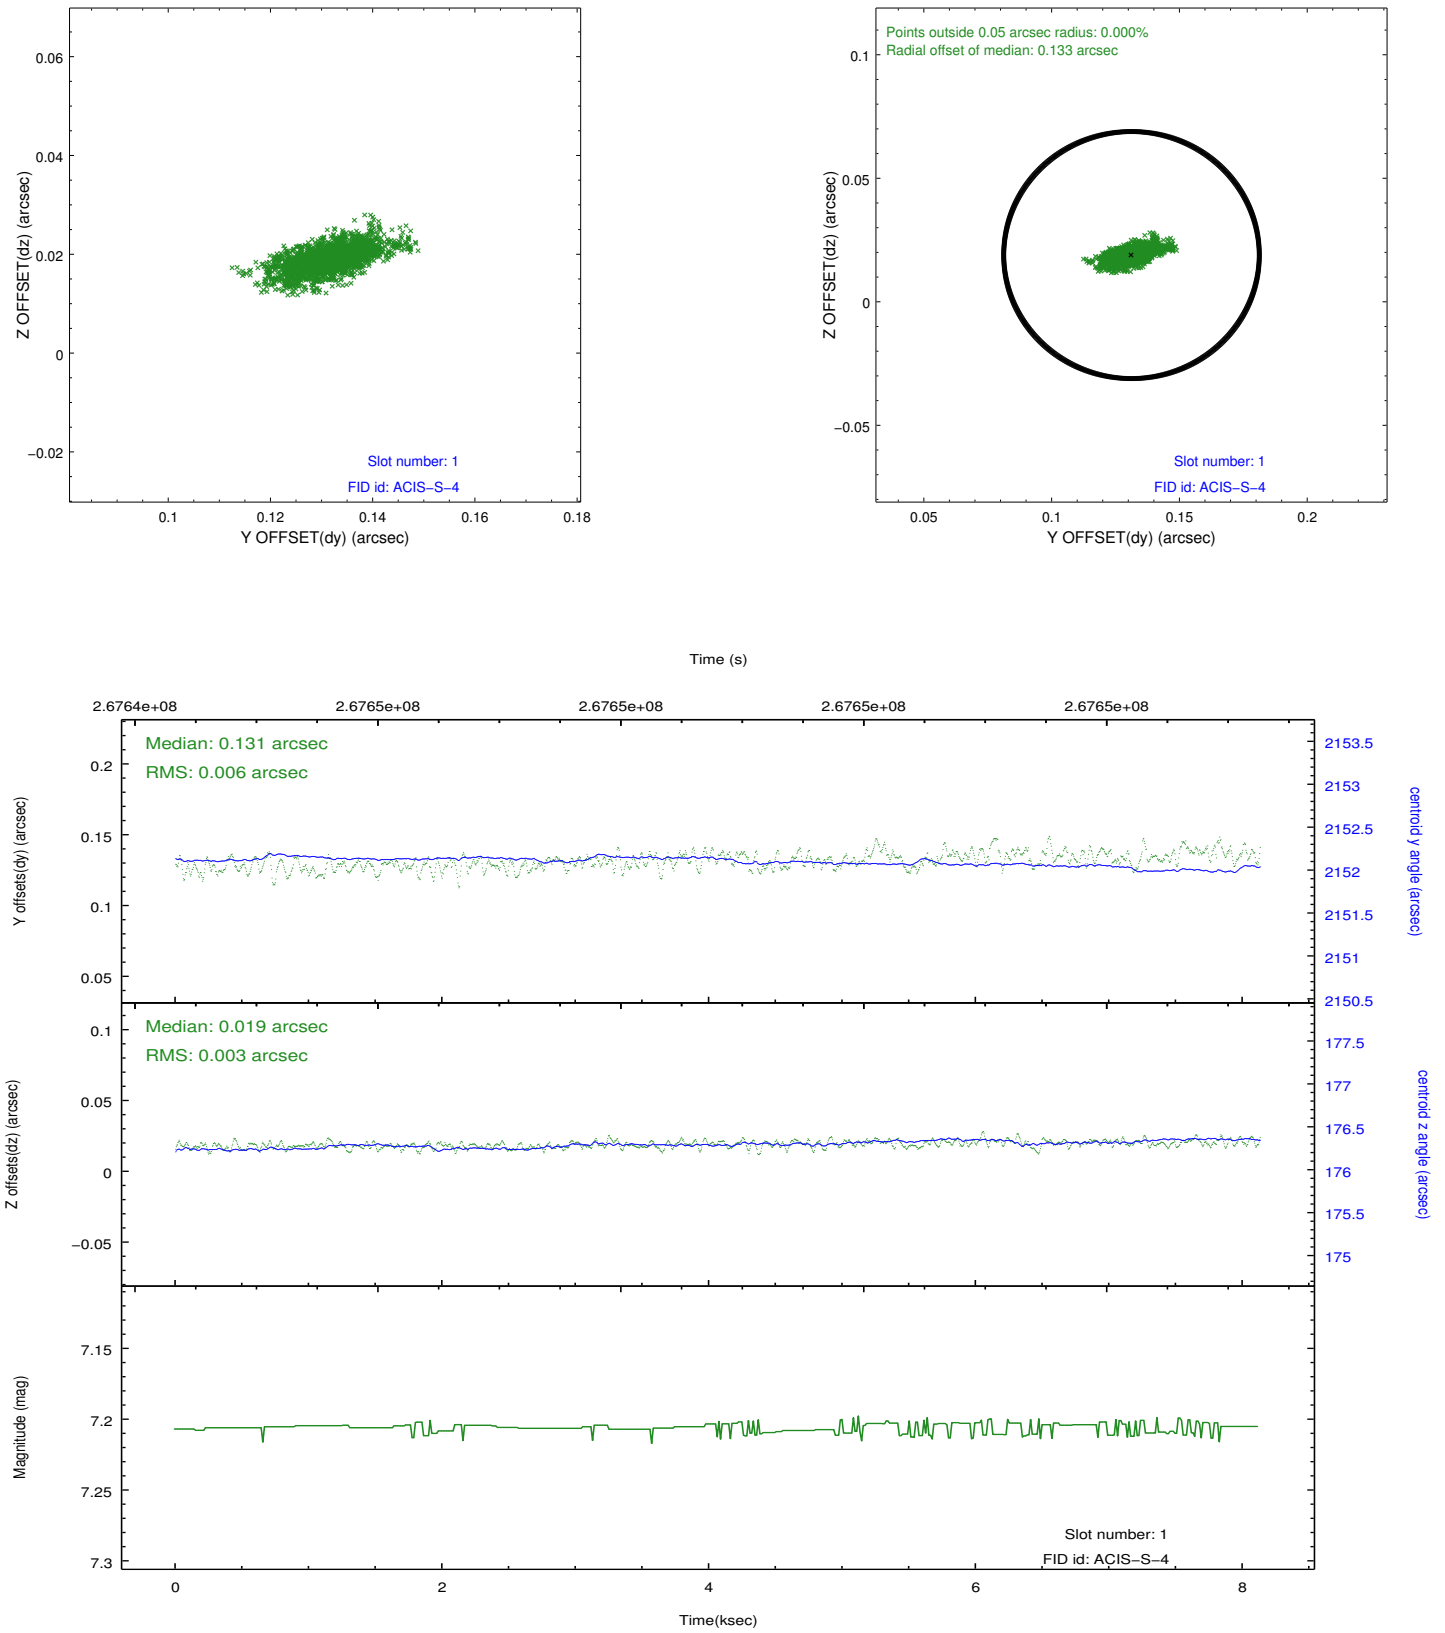 0.06
0.04
0.02
0
−0.02
Z OFFSET(dz) (arcsec)
Slot number: 1
FID id: ACIS−S−4
0.1 0.12 0.14 0.16 0.18
Y OFFSET(dy) (arcsec)
Points outside 0.05 arcsec radius: 0.000%
Radial offset of median: 0.133 arcsec
0.1
0.05
0
−0.05
Z OFFSET(dz) (arcsec)
Slot number: 1
FID id: ACIS−S−4
0.05 0.1 0.15 0.2
Y OFFSET(dy) (arcsec)
Time (s)
2.6764e+08 2.6765e+08 2.6765e+08 2.6765e+08 2.6765e+08
Median: 0.131 arcsec
RMS: 0.006 arcsec
0.2
0.15
0.1
0.05
Y offsets(dy) (arcsec)
2153.5
2153
2152.5
2152
2151.5
2151
2150.5
centroid y angle (arcsec)
Median: 0.019 arcsec
RMS: 0.003 arcsec
0.1
0.05
0
−0.05
Z offsets(dz) (arcsec)
177.5
177
176.5
176
175.5
175
centroid z angle (arcsec)
7.15
7.2
7.25
7.3
Magnitude (mag)
Slot number: 1
FID id: ACIS−S−4
0 2 4 6 8
Time(ksec)